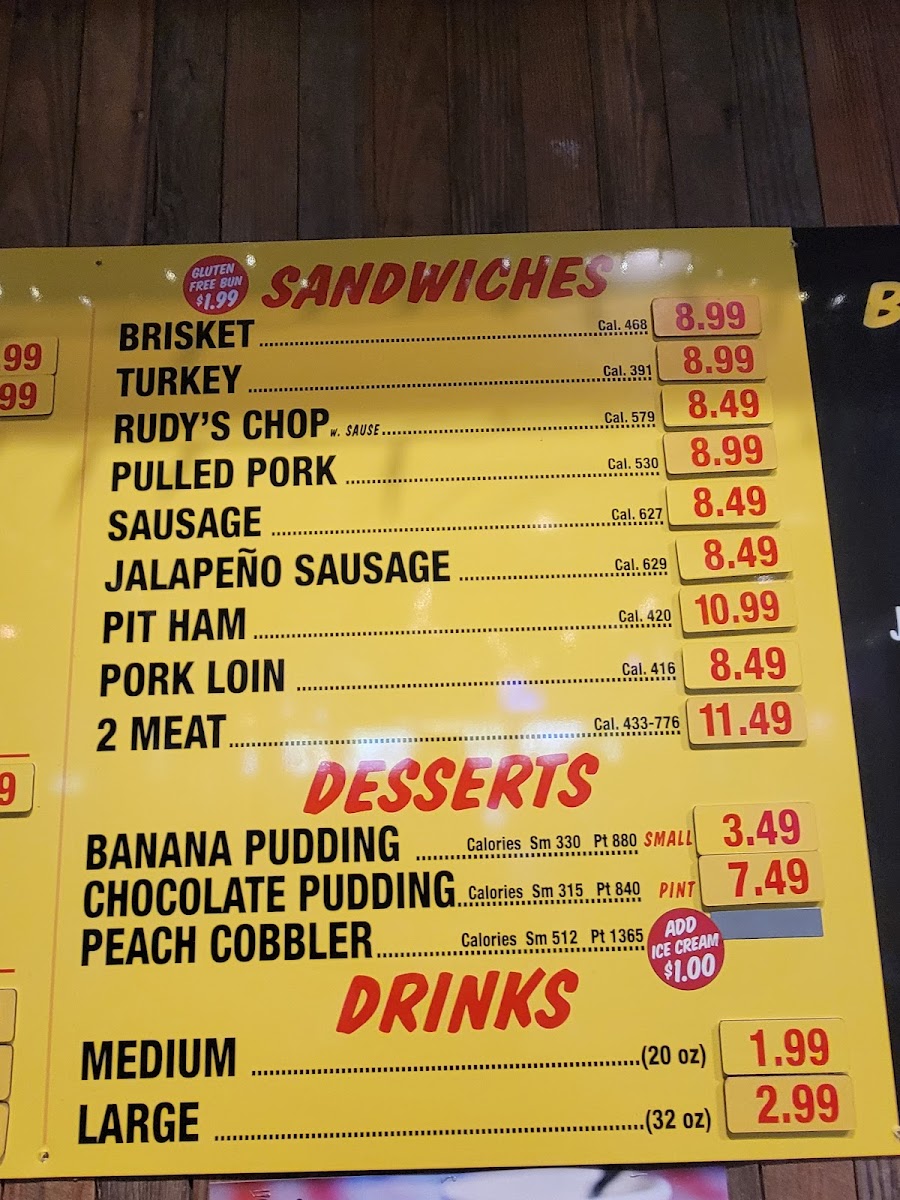 GLUTEN
FREE BUN
$1.99
SANDWICHES
BRISKET Cal. 468 8.99
TURKEY Cal. 391 8.99
RUDY'S CHOP w. SAUSE Cal. 579 8.49
PULLED PORK Cal. 530 8.99
SAUSAGE Cal. 627 8.49
JALAPEÑO SAUSAGE Cal. 629 8.49
PIT HAM Cal. 420 10.99
PORK LOIN Cal. 416 8.49
2 MEAT Cal. 433-776 11.49
DESSERTS
BANANA PUDDING Calories Sm 330 Pt 880 SMALL 3.49
CHOCOLATE PUDDING Calories Sm 315 Pt 840 PINT 7.49
PEACH COBBLER Calories Sm 512 Pt 1365
ADD
ICE CREAM
$1.00
DRINKS
MEDIUM (20 oz) 1.99
LARGE (32 oz) 2.99
99
99
9
B
J